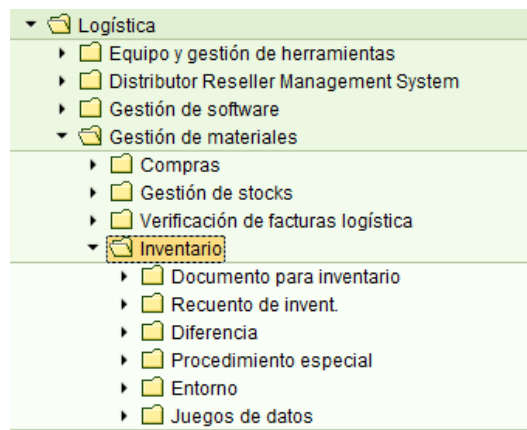 Logística
Equipo y gestión de herramientas
Distributor Reseller Management System
Gestión de software
Gestión de materiales
Compras
Gestión de stocks
Verificación de facturas logística
Inventario
Documento para inventario
Recuento de invent.
Diferencia
Procedimiento especial
Entorno
Juegos de datos